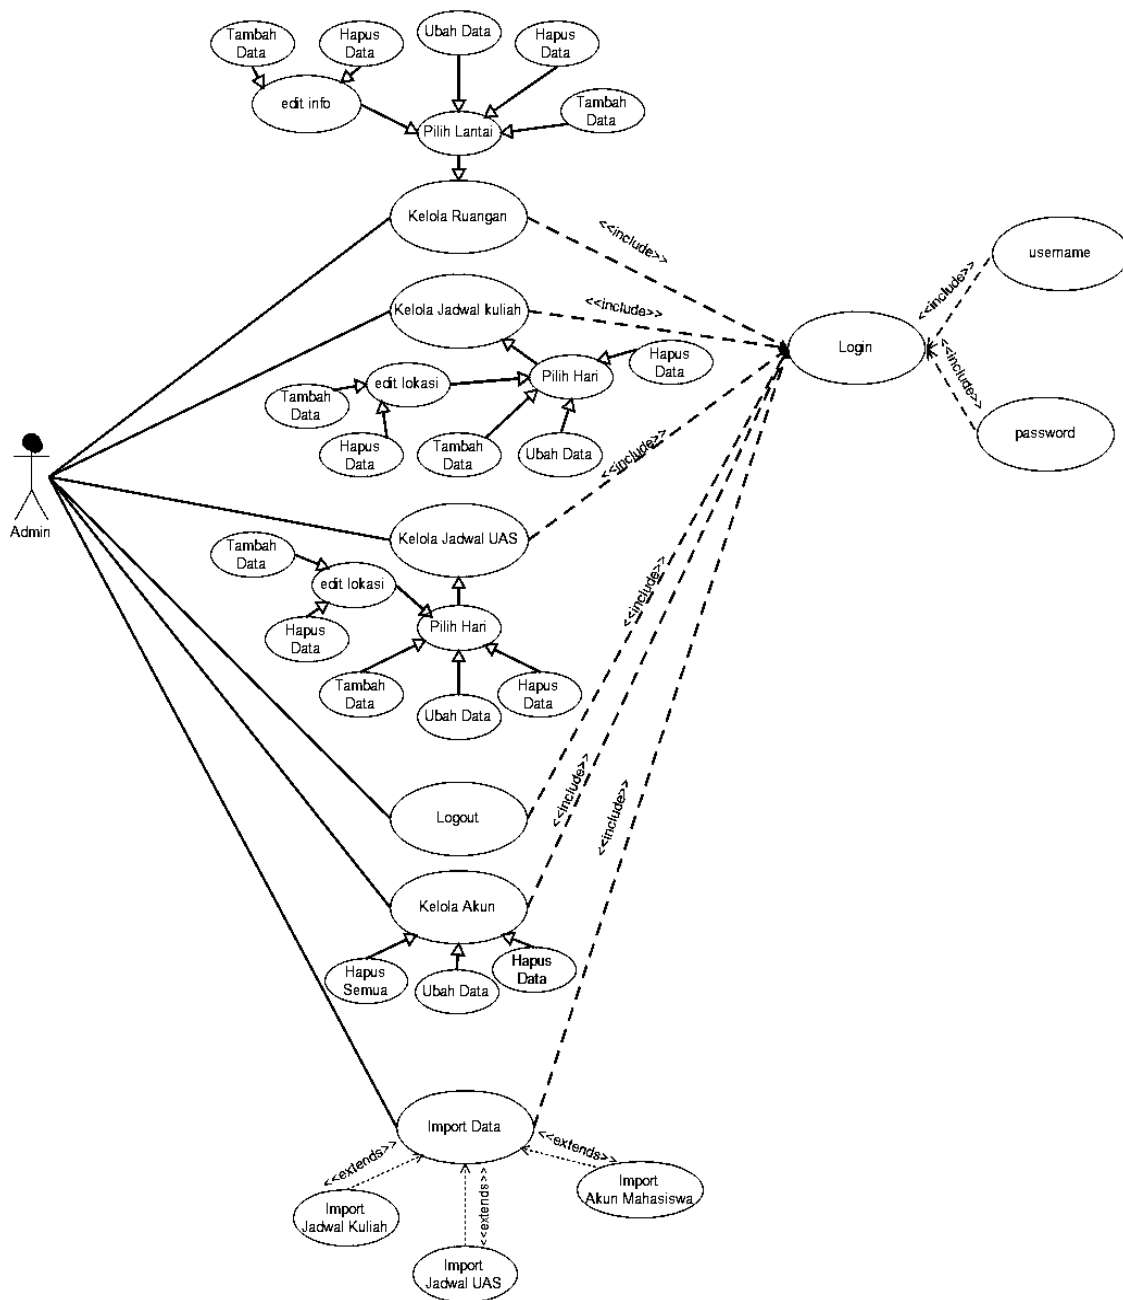 Tambah
Data
Hapus
Data
Ubah Data
Hapus
Data
edit info
Tambah
Data
Pilih Lantai
Kelola Ruangan
<<include>>
username
<<include>>
Kelola Jadwal kuliah
<<include>>
Login
Hapus
Data
edit lokasi
Pilih Hari
<<include>>
Tambah
Data
Hapus
Data
Tambah
Data
Ubah Data
password
<<include>>
Admin
Kelola Jadwal UAS
Tambah
Data
edit lokasi
Hapus
Data
Pilih Hari
<<include>>
Tambah
Data
Ubah Data
Hapus
Data
<<include>>
<<include>>
Logout
Kelola Akun
Hapus
Semua
Ubah Data
Hapus
Data
Import Data
<<extends>>
<<extends>>
<<extends>>
Import
Akun Mahasiswa
Import
Jadwal Kuliah
Import
Jadwal UAS